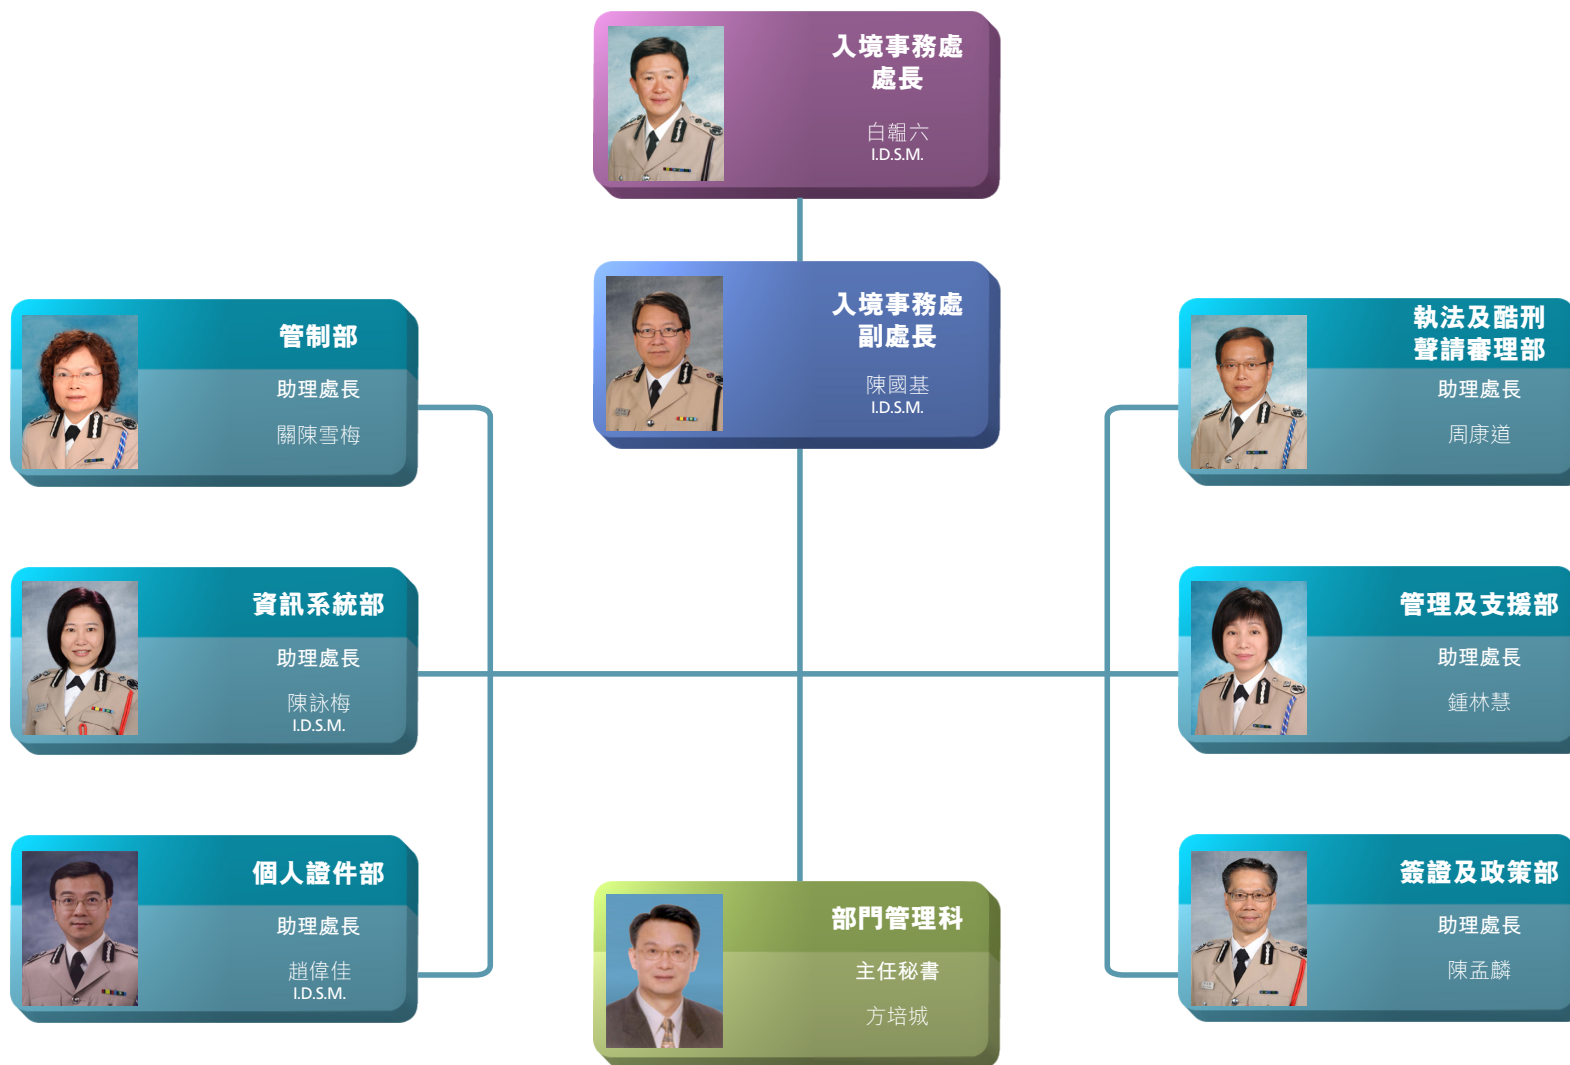 入境事務處
處長
白韞六
I.D.S.M.
入境事務處
副處長
陳國基
I.D.S.M.
管制部
助理處長
關陳雪梅
執法及酷刑
聲請審理部
助理處長
周康道
資訊系統部
助理處長
陳詠梅
I.D.S.M.
管理及支援部
助理處長
鍾林慧
個人證件部
助理處長
趙偉佳
I.D.S.M.
部門管理科
主任秘書
方培城
簽證及政策部
助理處長
陳孟麟